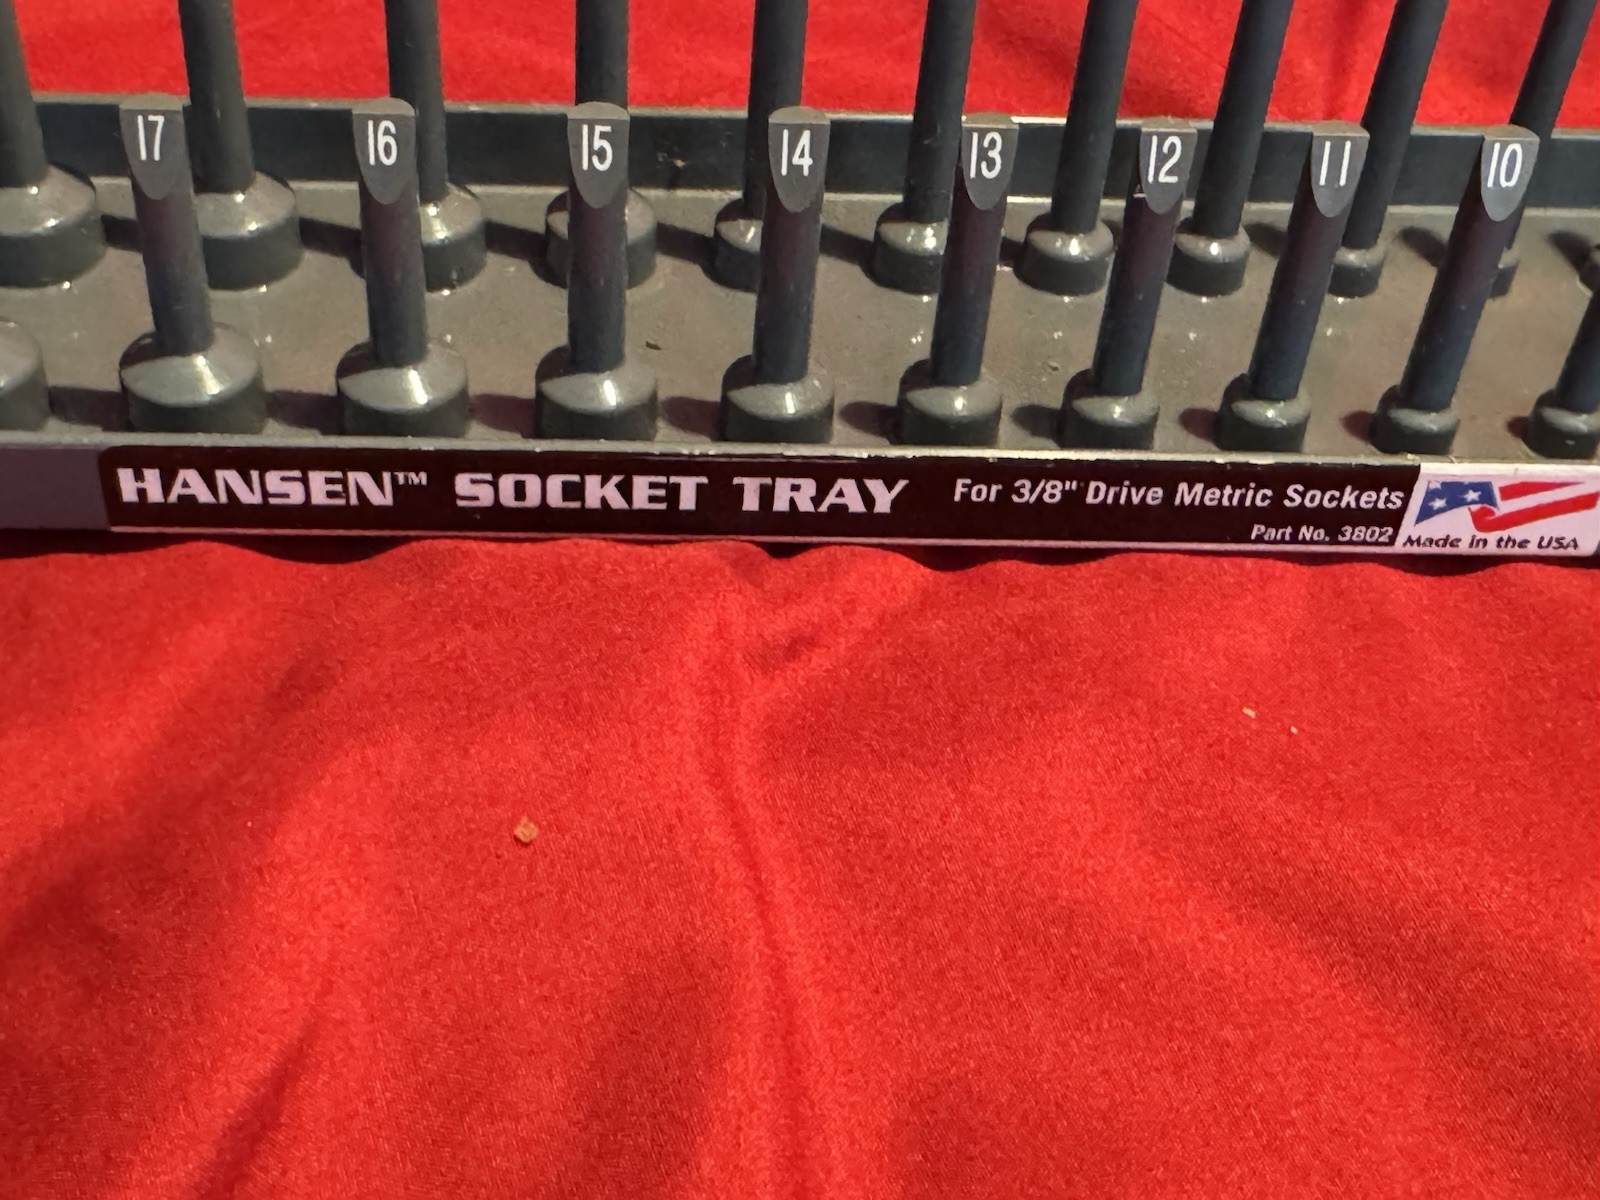 17 16 15 14 13 12 11 10
HANSEN™ SOCKET TRAY For 3/8" Drive Metric Sockets
Part No. 3802 Made in the USA